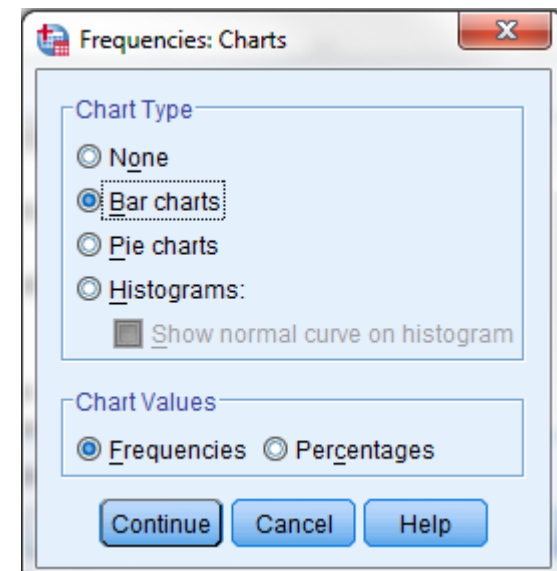 Frequencies: Charts
Chart Type
None
Bar charts
Pie charts
Histograms:
Show normal curve on histogram
Chart Values
Frequencies Percentages
Continue Cancel Help